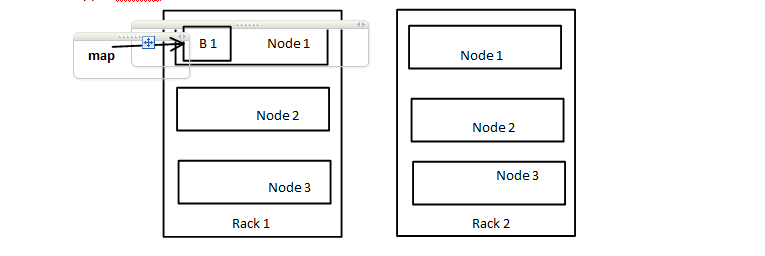 map
B 1
Node 1
Node 2
Node 3
Rack 1
Node 1
Node 2
Node 3
Rack 2